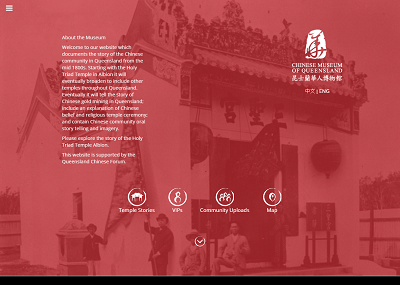 About the Museum
Welcome to our website which
documents the story of the Chinese
community in Queensland from the
mid 1800s. Starting with the Holy
Triad Temple in Albion it will
eventually broaden to include other
temples throughout Queensland.
Eventually it will tell the story of
Chinese gold mining in Queensland;
include an explanation of Chinese
belief and religious temple ceremony;
and contain Chinese community oral
story telling and imagery.
Please explore the story of the Holy
Triad Temple Albion.
This website is supported by the
Queensland Chinese Forum.
CHINESE MUSEUM
OF QUEENSLAND
昆士蘭華人博物館
中文 | ENG
Temple Stories
VIPs
Community Uploads
Map